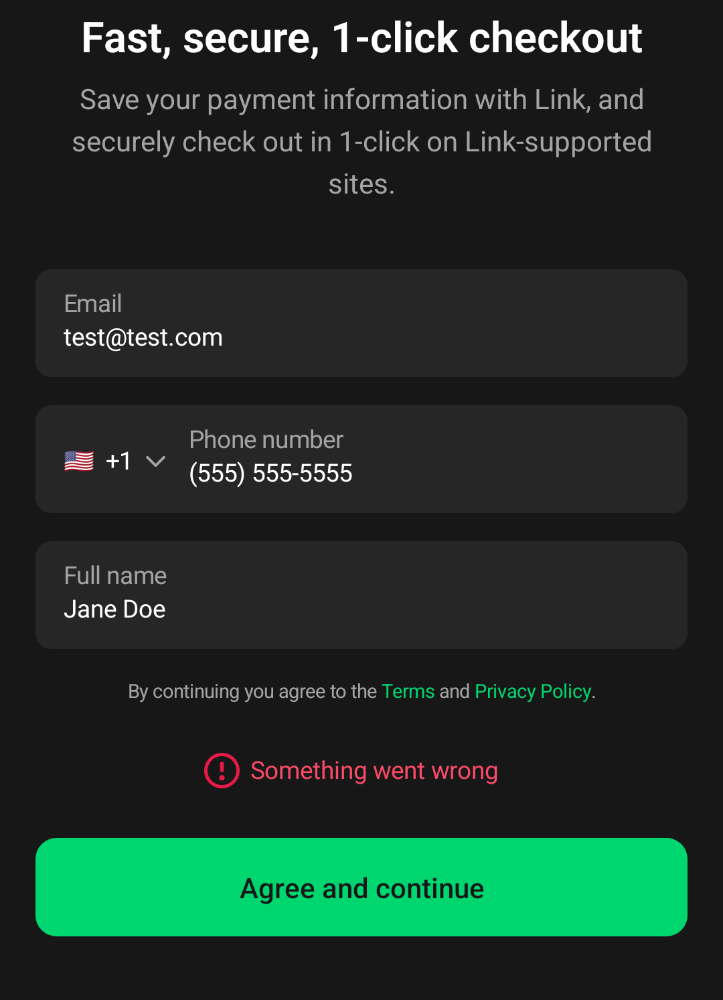 Fast, secure, 1-click checkout
Save your payment information with Link, and
securely check out in 1-click on Link-supported
sites.
Email
test@test.com
+1
Phone number
(555) 555-5555
Full name
Jane Doe
By continuing you agree to the Terms and Privacy Policy.
Something went wrong
Agree and continue